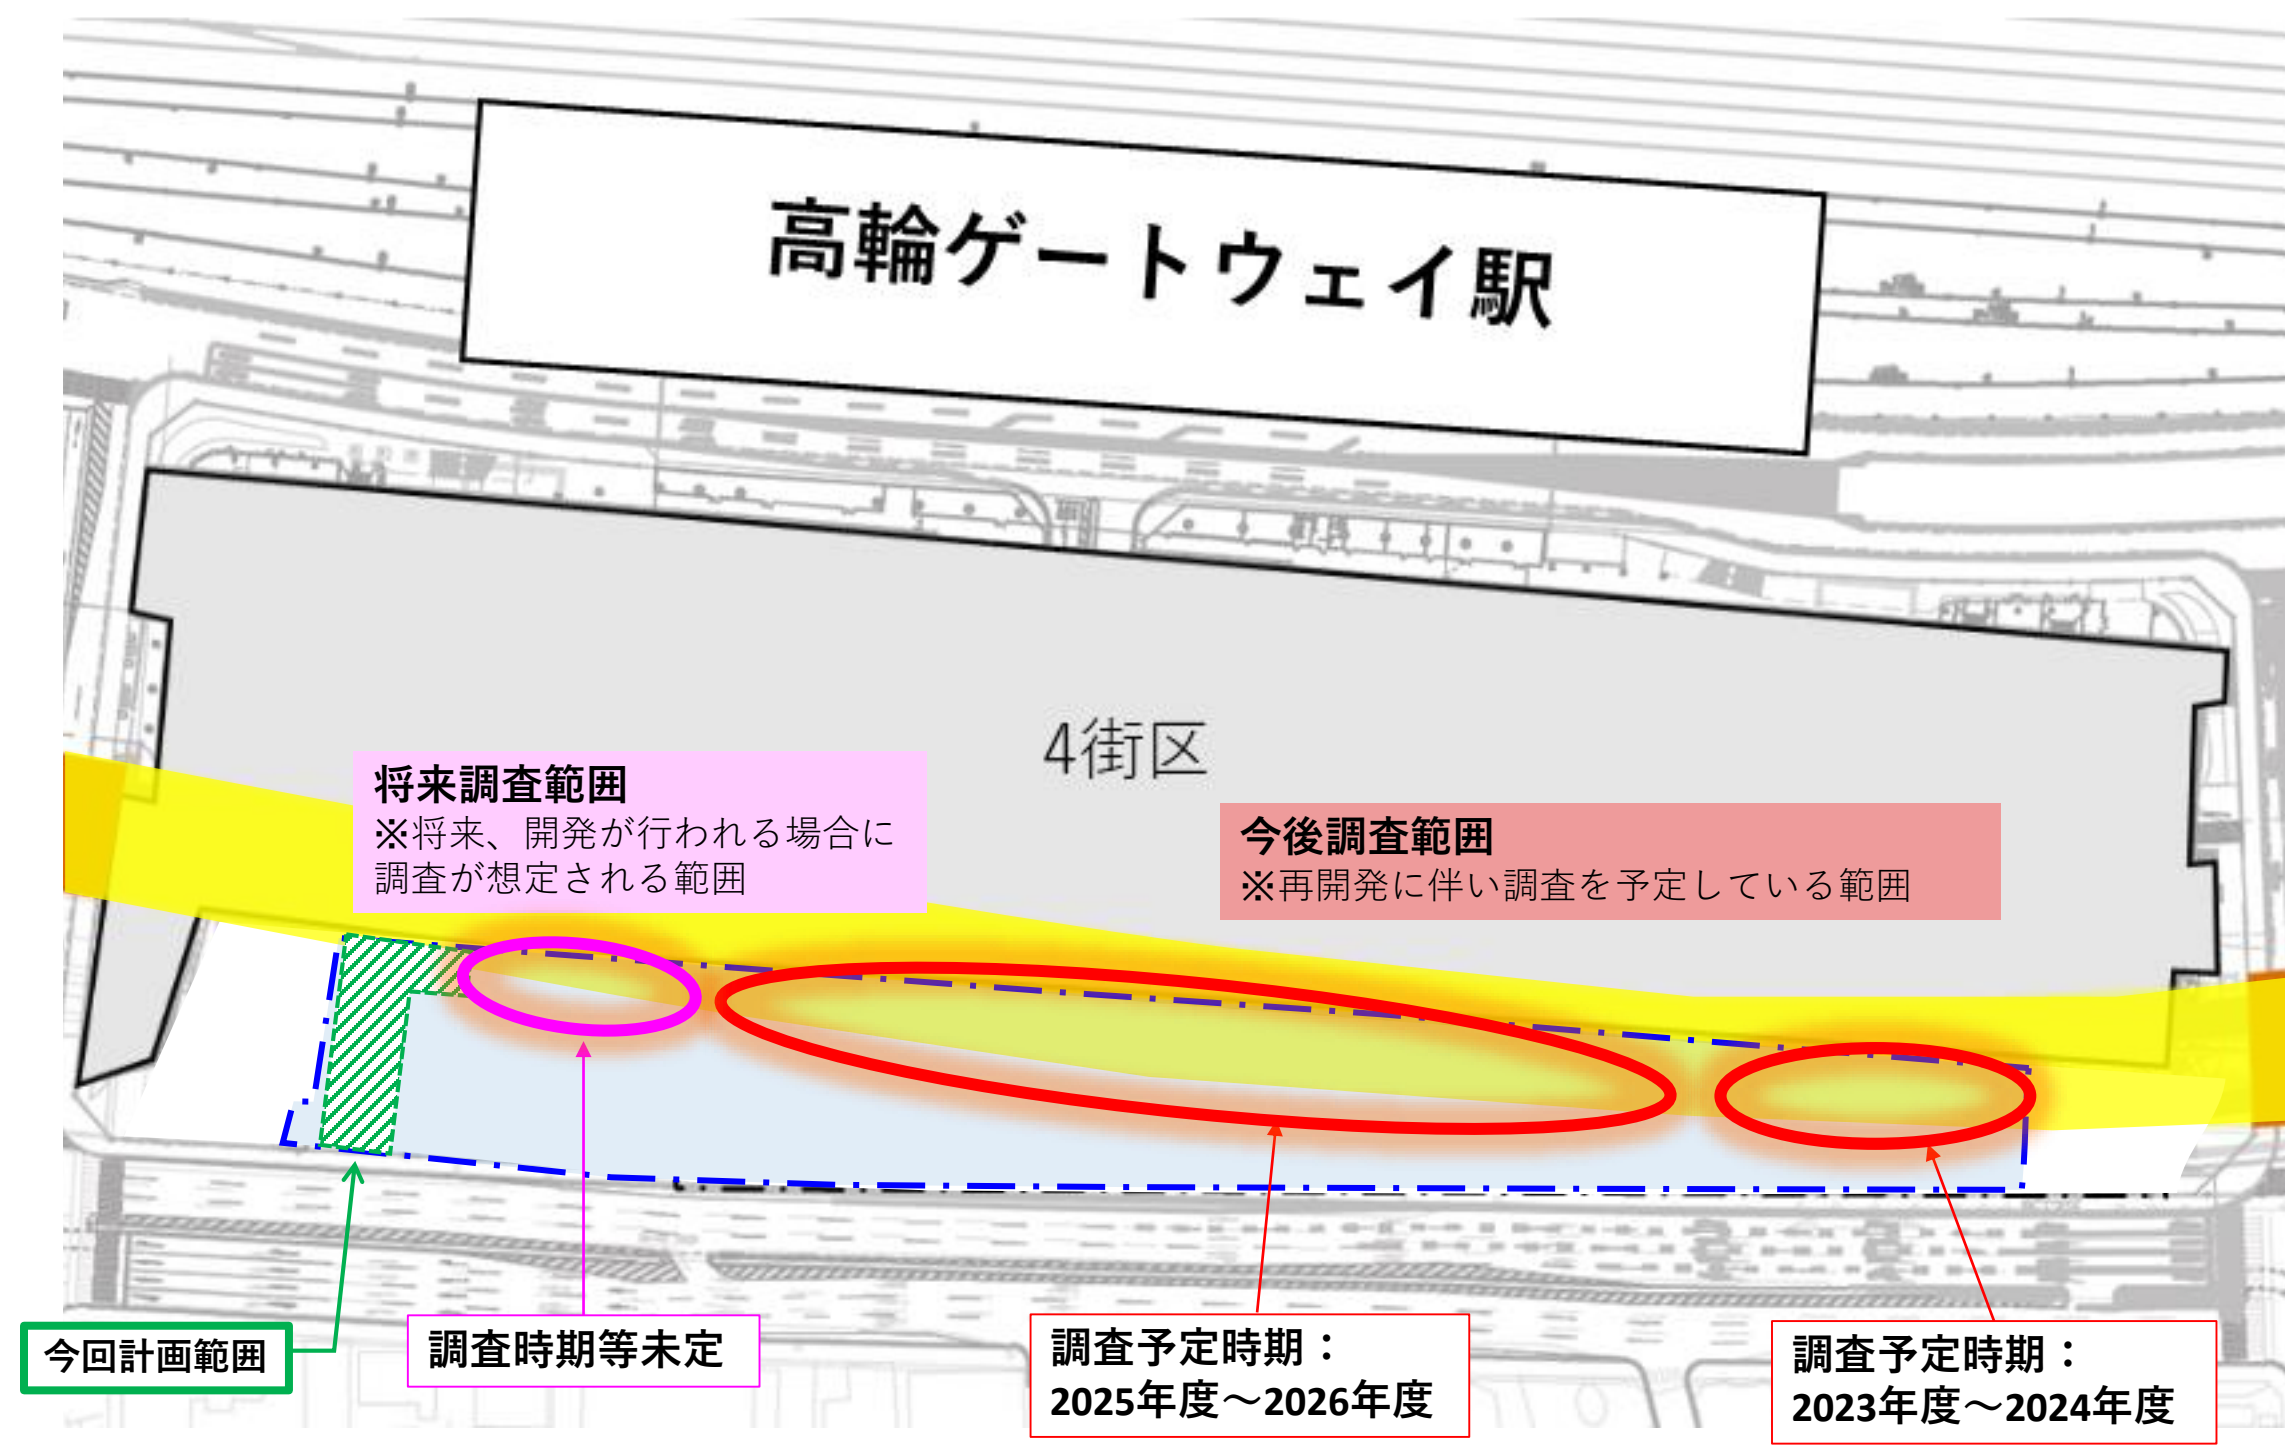 高輪ゲートウェイ駅
4街区
将来調査範囲
※将来、開発が行われる場合に
調査が想定される範囲
今後調査範囲
※再開発に伴い調査を予定している範囲
今回計画範囲
調査時期等未定
調査予定時期：
2025年度～2026年度
調査予定時期：
2023年度～2024年度